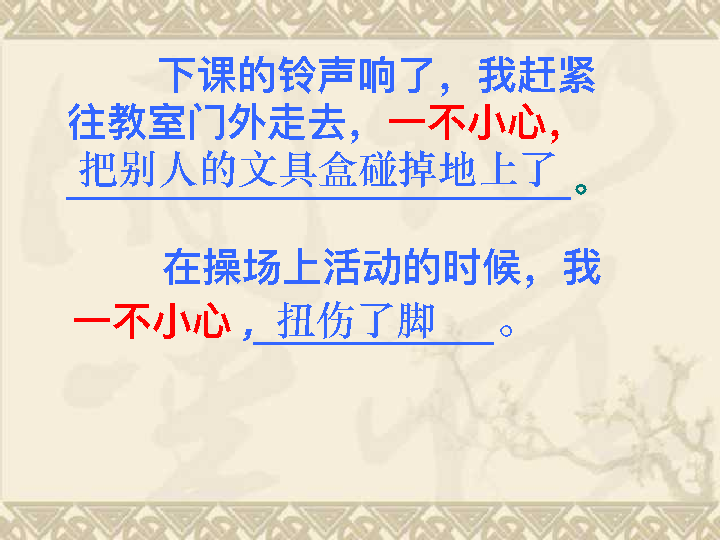 下课的铃声响了，我赶紧
往教室门外走去，一不小心，
把别人的文具盒碰掉地上了。
在操场上活动的时候，我
一不小心，扭伤了脚。